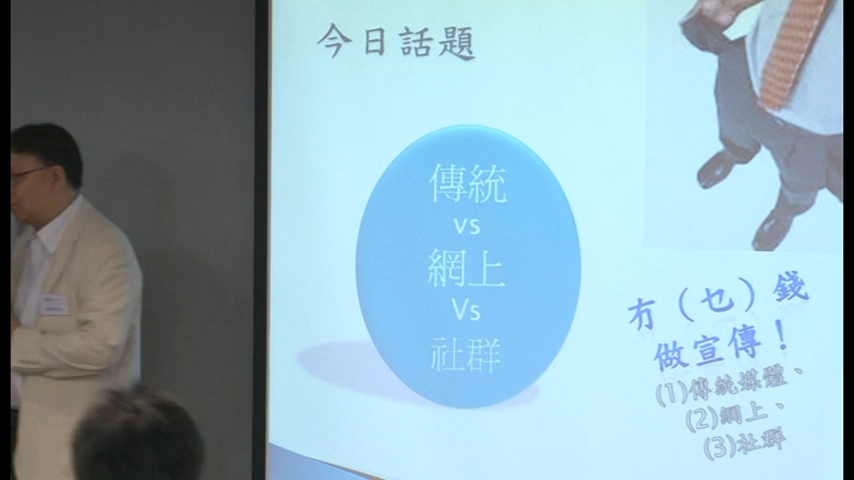 今日話題
傳統
vs
網上
Vs
社群
冇（乜）錢
做宣傳！
(1)傳統媒體、
(2)網上、
(3)社群